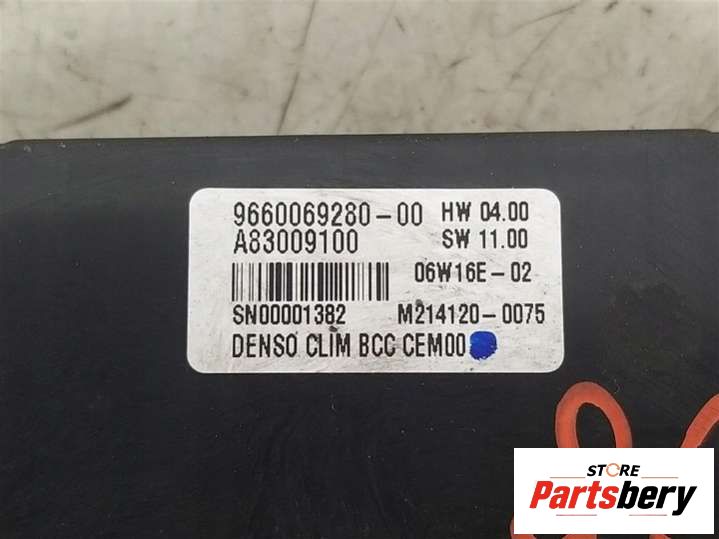 9660069280-00 HW 04.00
A83009100 SW 11.00
06W16E-02
SN00001382 M214120-0075
DENSO CLIM BCC CEM00
STORE
Partsbery